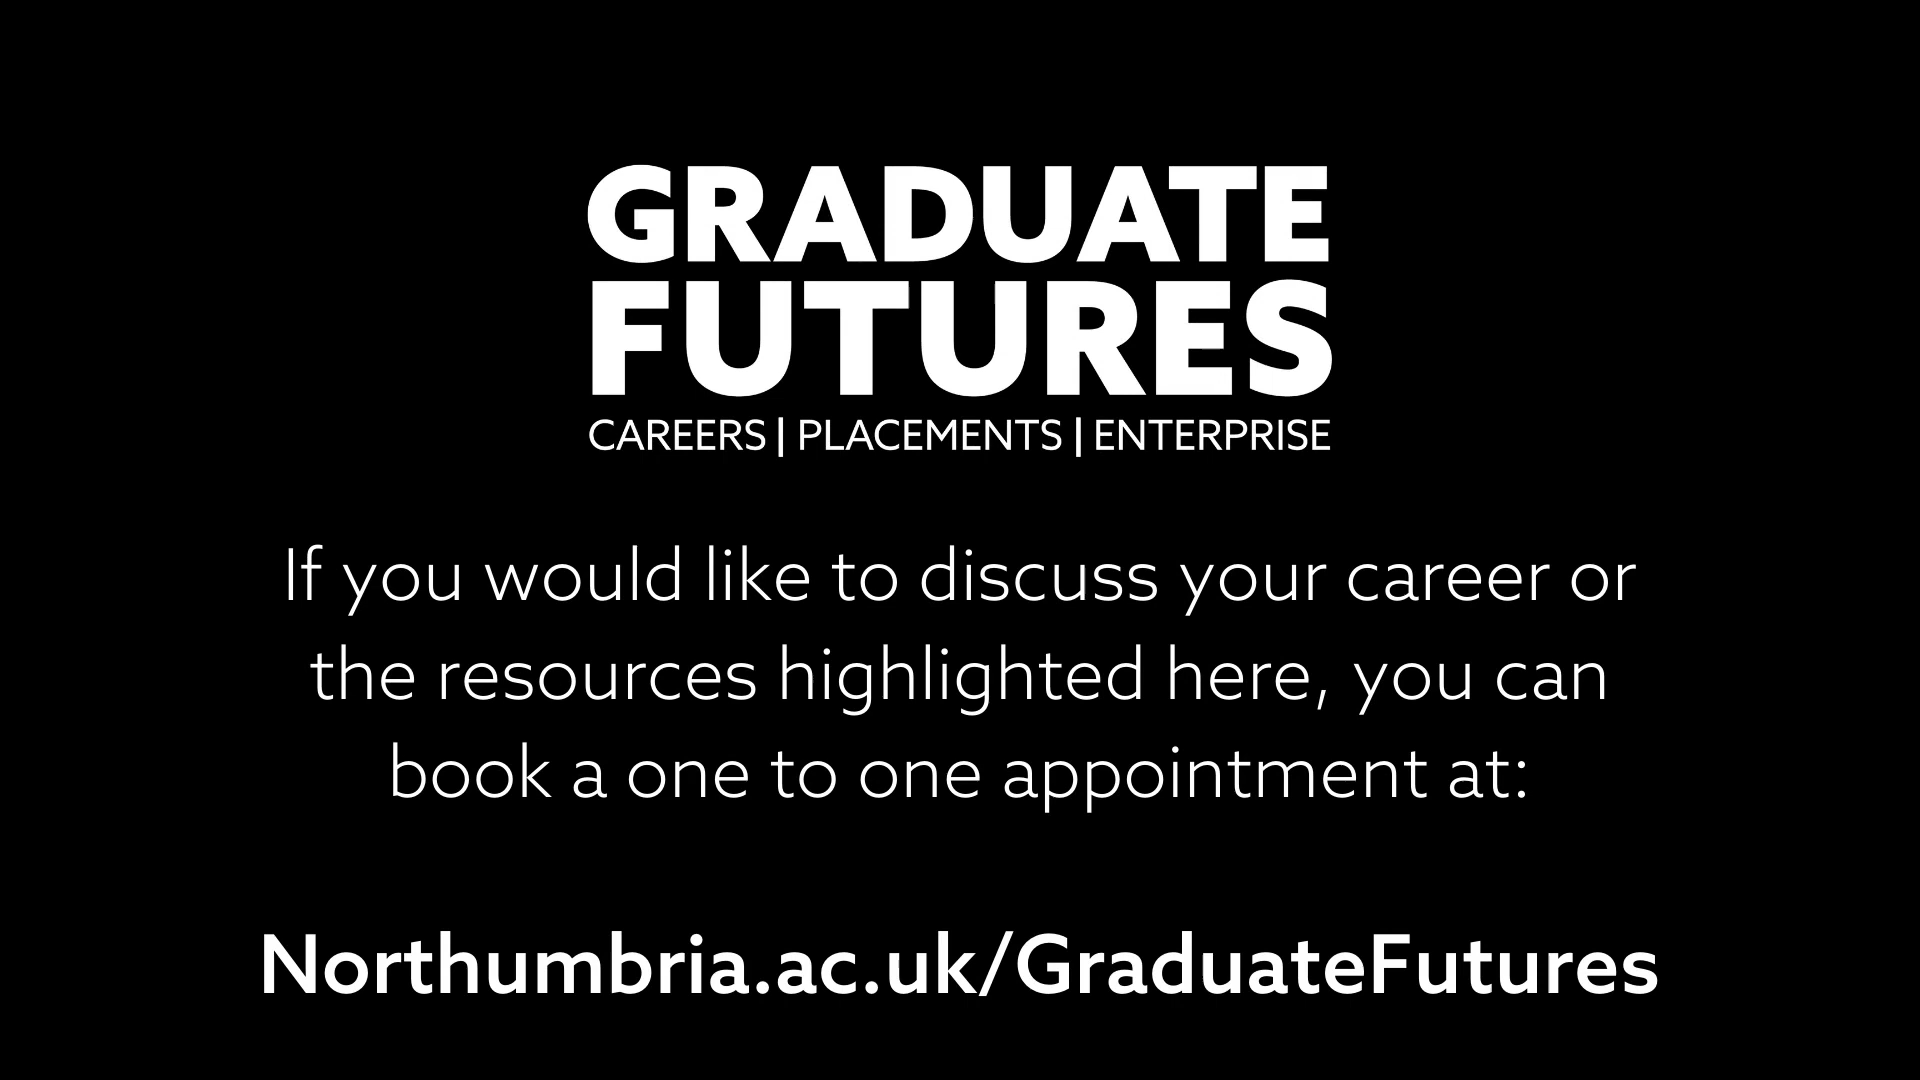 GRADUATE
FUTURES
CAREERS | PLACEMENTS | ENTERPRISE
If you would like to discuss your career or
the resources highlighted here, you can
book a one to one appointment at:
Northumbria.ac.uk/GraduateFutures